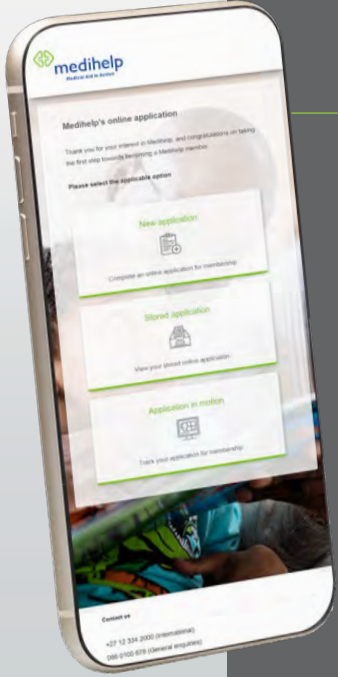 medihelp
Medical Aid in Action
Medihelp's online application
Thank you for your interest in Medihelp, and congratulations on taking
the first step towards becoming a Medihelp member.
Please select the applicable option
New application
Complete an online application for membership
Stored application
View your stored online application
Application in motion
Track your application for membership
Contact us
+27 12 334 2000 (International)
086 0100 678 (General enquiries)